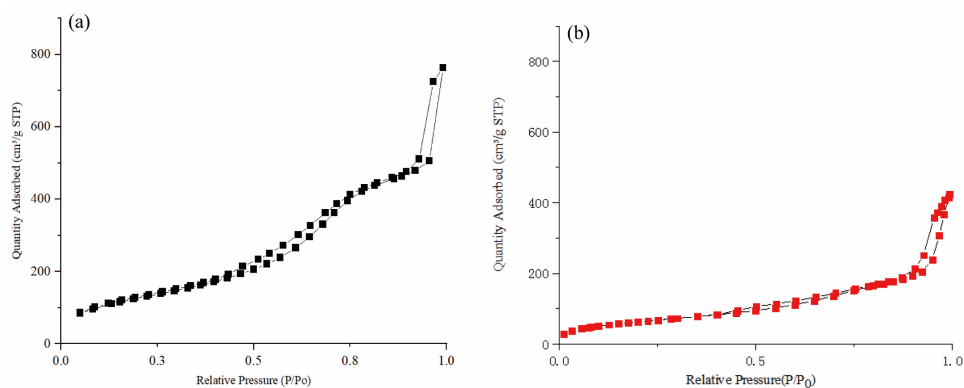 (a)
800
600
400
200
0
0.0 0.3 0.5 0.8 1.0
Quantity Adsorbed (cm³/g STP)
Relative Pressure (P/Po)
(b)
800
600
400
200
0
0.0 0.5 1.0
Quantity Adsorbed (cm³/g STP)
Relative Pressure(P/P₀)